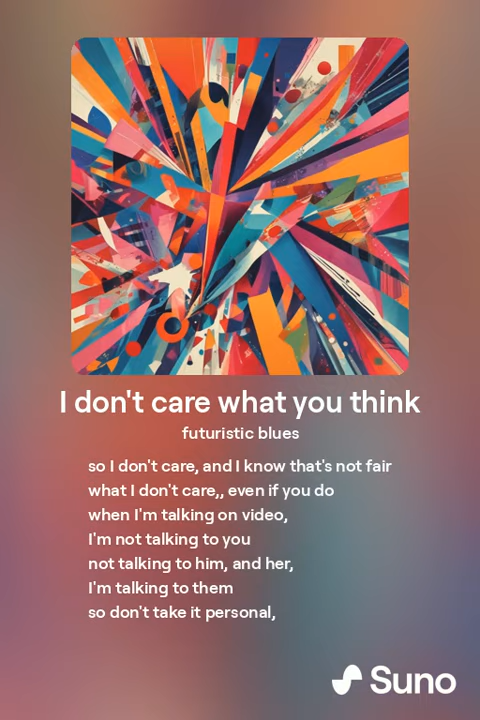 I don't care what you think
futuristic blues
so I don't care, and I know that's not fair
what I don't care,, even if you do
when I'm talking on video,
I'm not talking to you
not talking to him, and her,
I'm talking to them
so don't take it personal,
Suno